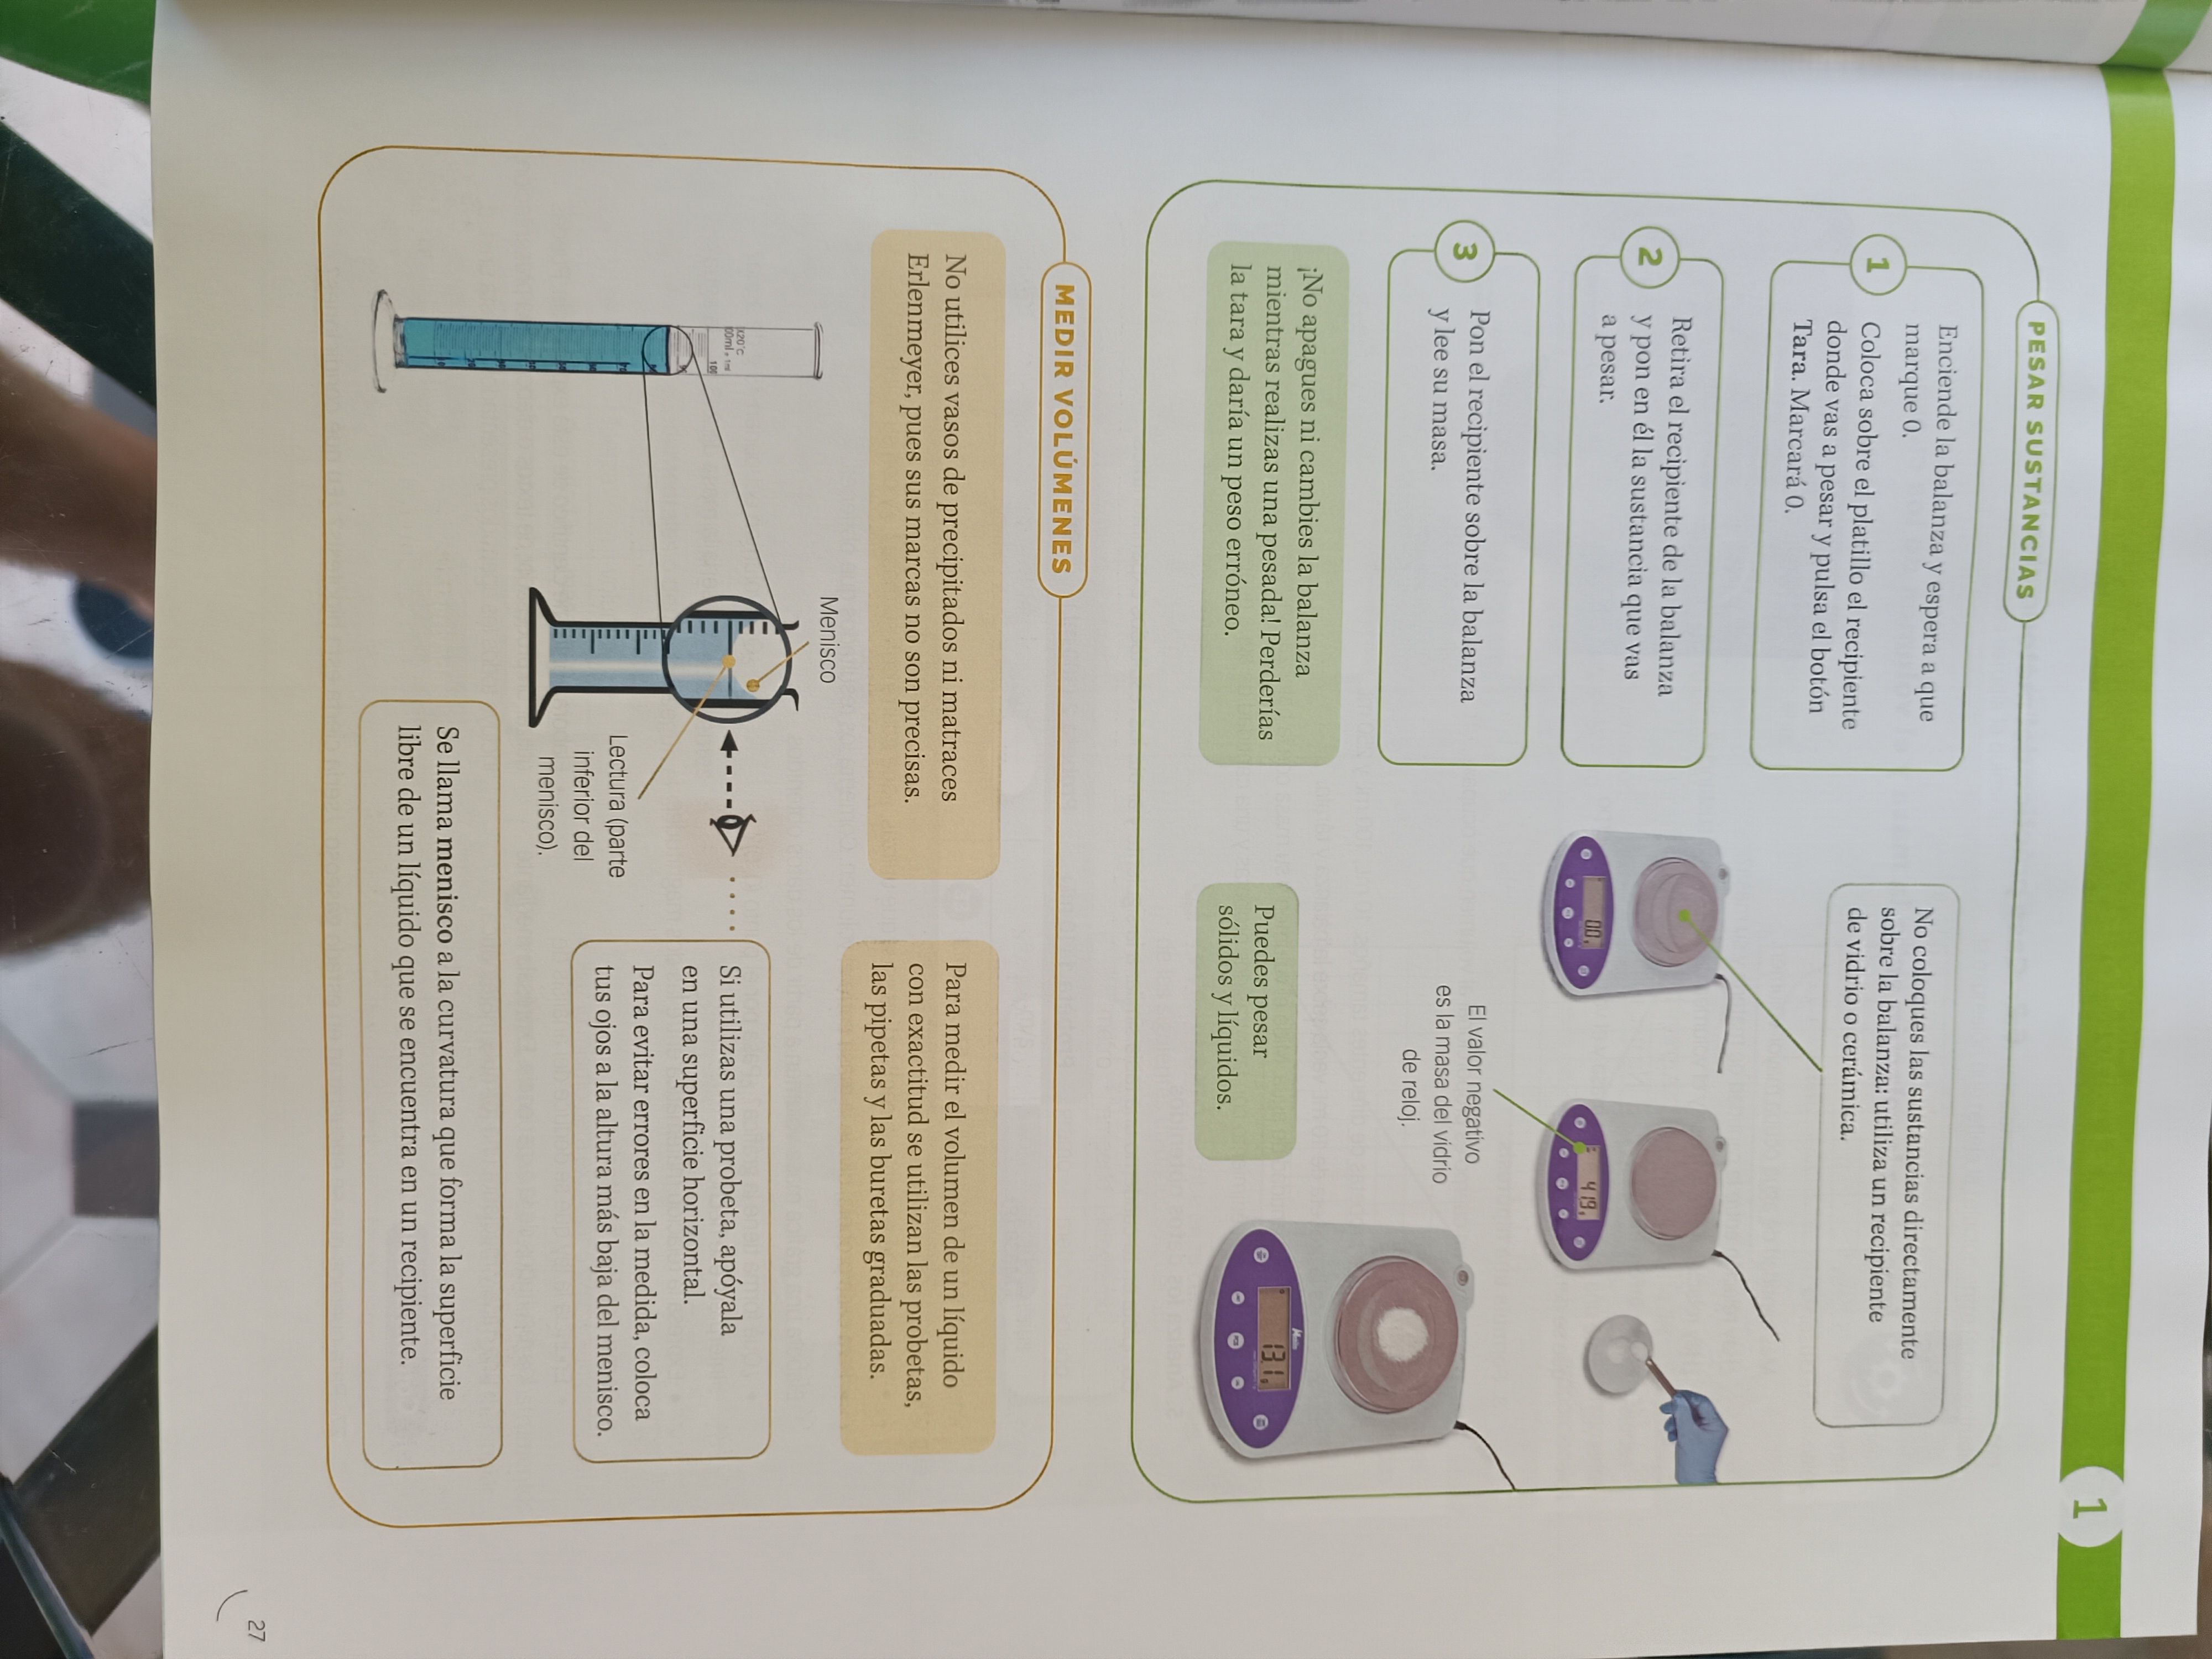 1
PESAR SUSTANCIAS
1
Enciende la balanza y espera a que
marque 0.
Coloca sobre el platillo el recipiente
donde vas a pesar y pulsa el botón
Tara. Marcará 0.
No coloques las sustancias directamente
sobre la balanza: utiliza un recipiente
de vidrio o cerámica.
2
Retira el recipiente de la balanza
y pon en él la sustancia que vas
a pesar.
0.0 g
41.9 g
El valor negativo
es la masa del vidrio
de reloj.
3
Pon el recipiente sobre la balanza
y lee su masa.
¡No apagues ni cambies la balanza
mientras realizas una pesada! Perderías
la tara y daría un peso erróneo.
Puedes pesar
sólidos y líquidos.
13.1 g
MEDIR VOLÚMENES
No utilices vasos de precipitados ni matraces
Erlenmeyer, pues sus marcas no son precisas.
Para medir el volumen de un líquido
con exactitud se utilizan las probetas,
las pipetas y las buretas graduadas.
Menisco
X20°C
100
Si utilizas una probeta, apóyala
en una superficie horizontal.
Para evitar errores en la medida, coloca
tus ojos a la altura más baja del menisco.
Lectura (parte
inferior del
menisco).
Se llama menisco a la curvatura que forma la superficie
libre de un líquido que se encuentra en un recipiente.
27